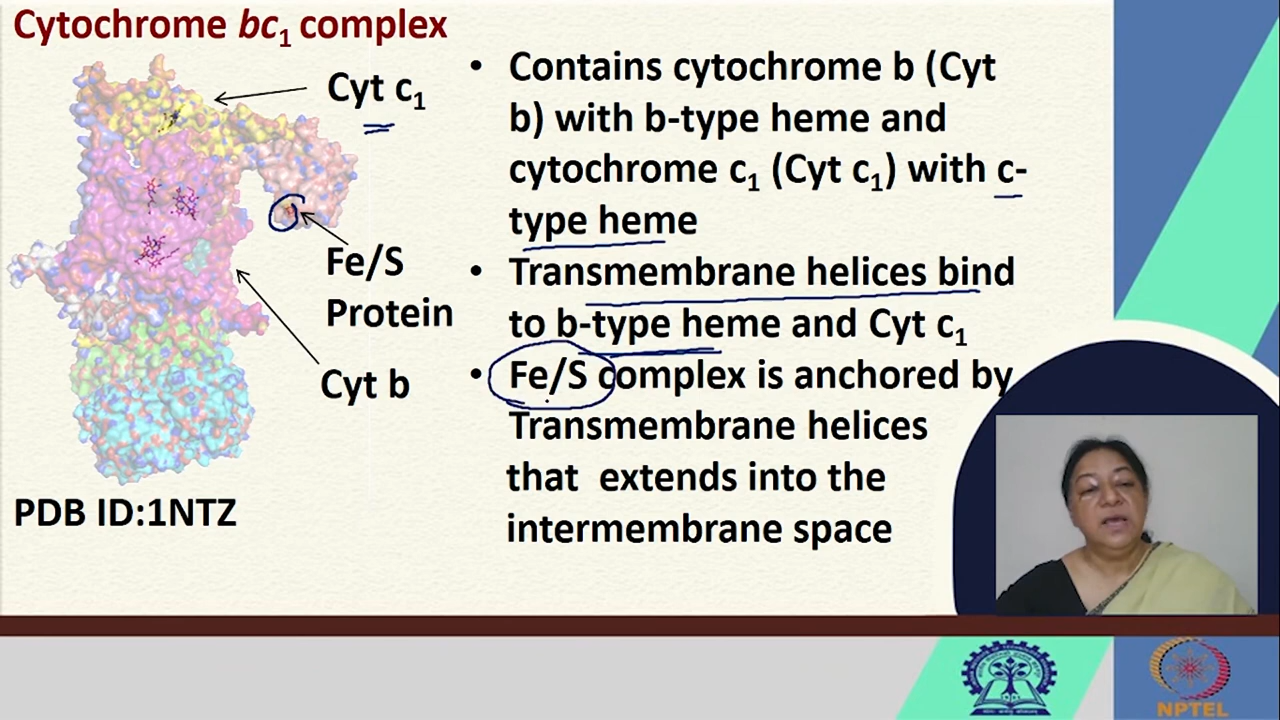 Cytochrome bc1 complex
Cyt c1
Fe/S
Protein
Cyt b
PDB ID:1NTZ
• Contains cytochrome b (Cyt
b) with b-type heme and
cytochrome c1 (Cyt c1) with c-
type heme
• Transmembrane helices bind
to b-type heme and Cyt c1
• Fe/S complex is anchored by
Transmembrane helices
that extends into the
intermembrane space
NPTEL